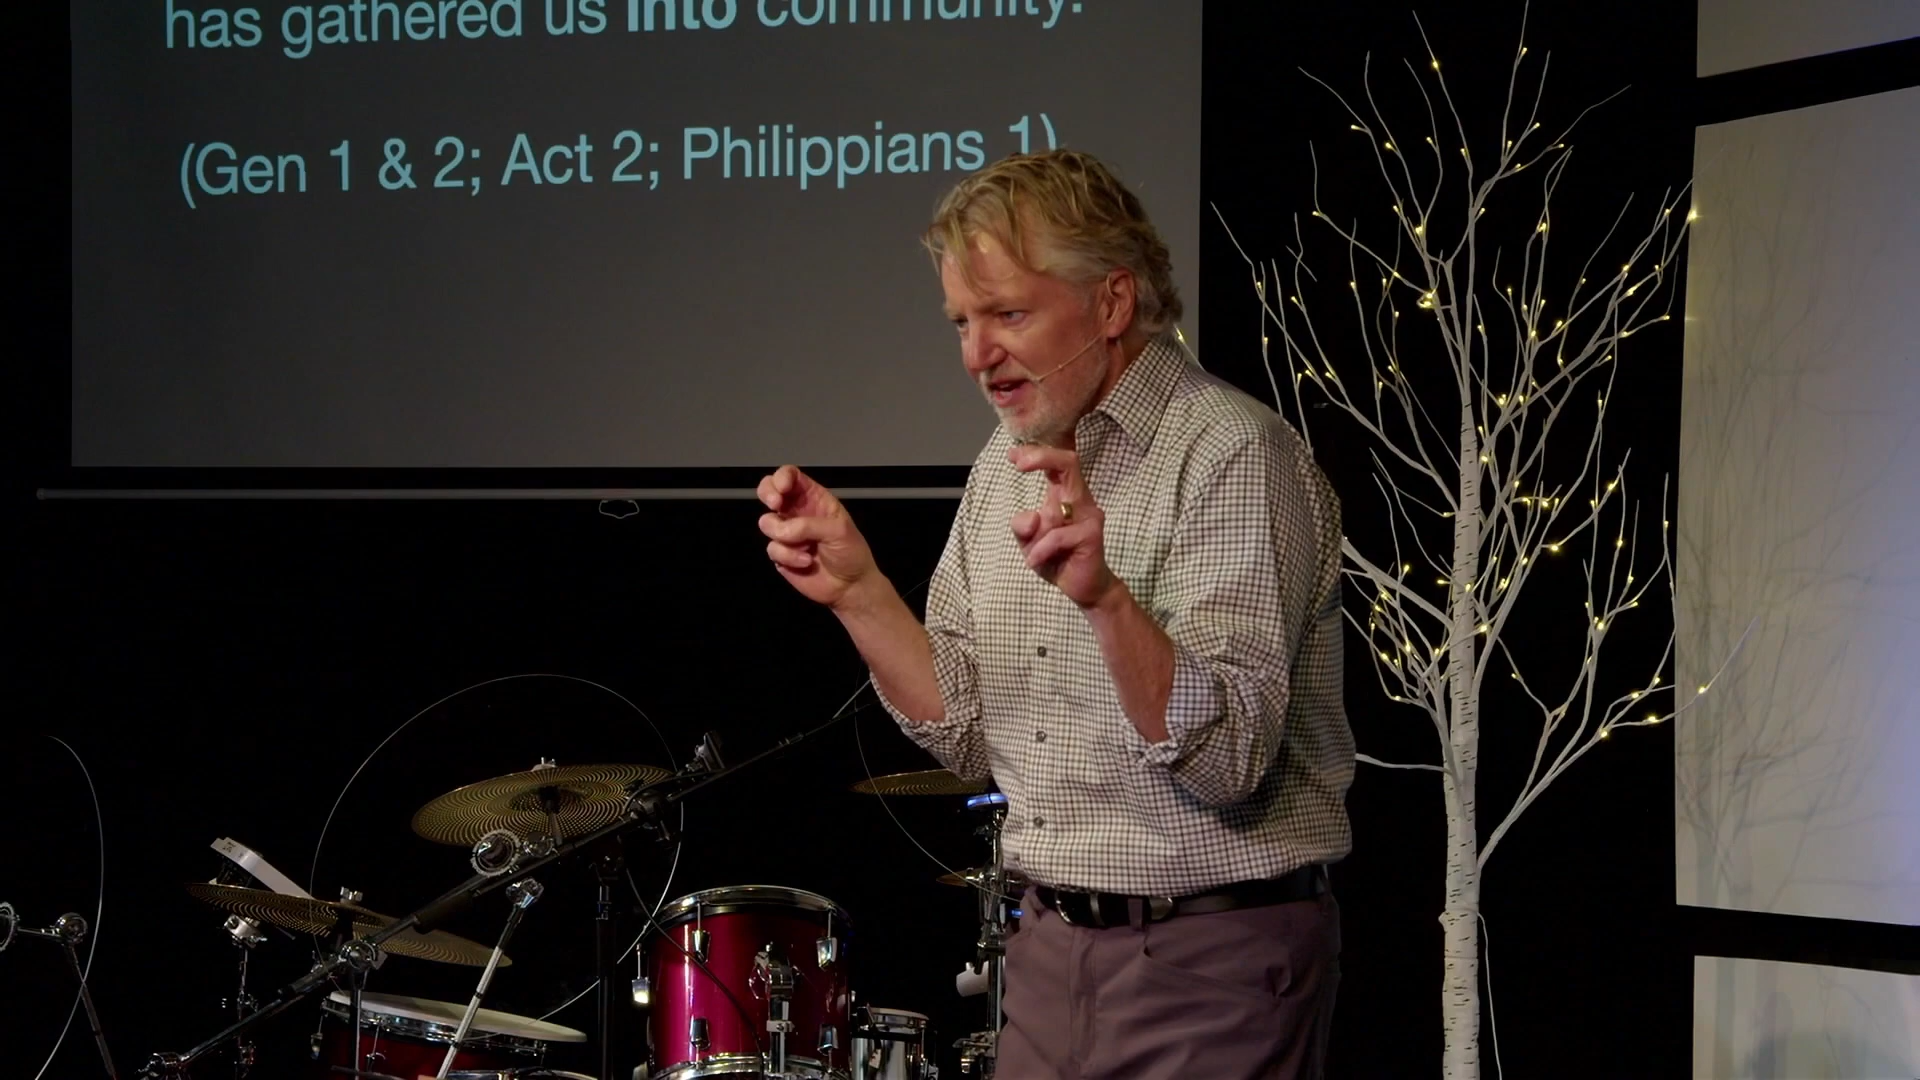 has gathered us into community.
(Gen 1 & 2; Act 2; Philippians 1)